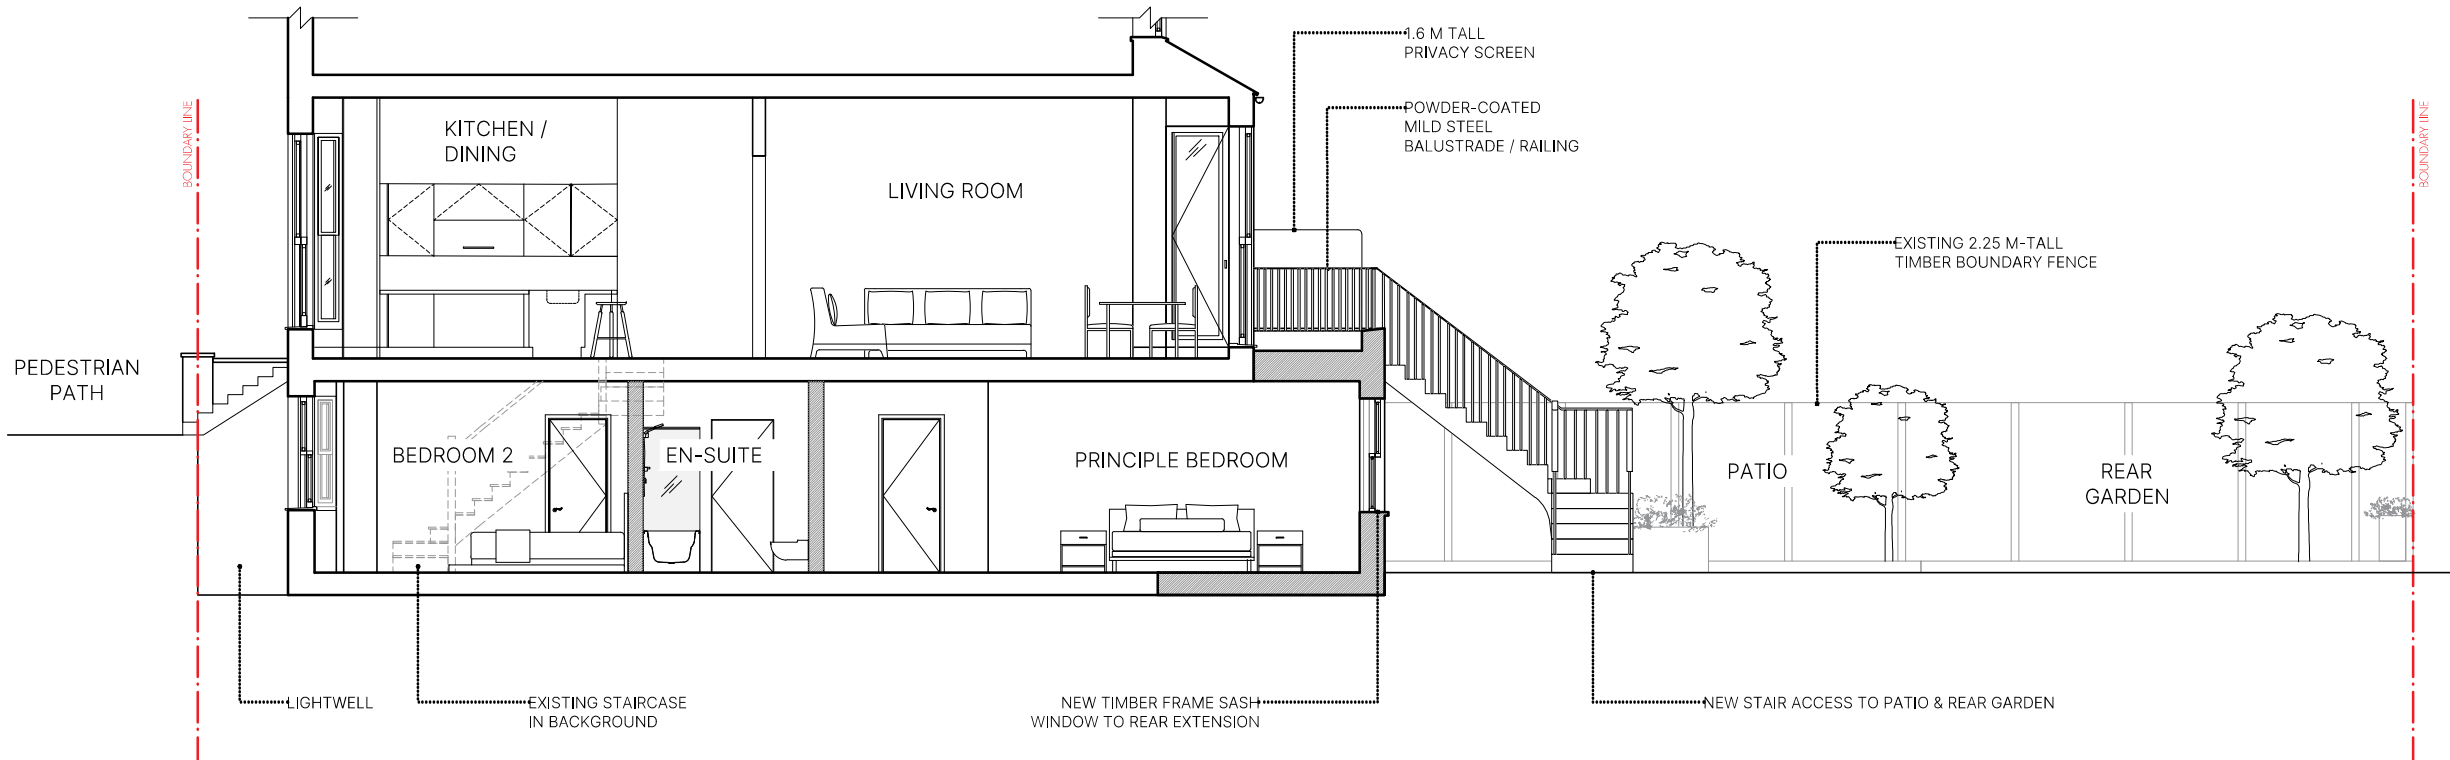 1.6 M TALL
PRIVACY SCREEN
POWDER-COATED
MILD STEEL
BALUSTRADE / RAILING
BOUNDARY LINE
BOUNDARY LINE
KITCHEN /
DINING
LIVING ROOM
EXISTING 2.25 M-TALL
TIMBER BOUNDARY FENCE
PEDESTRIAN
PATH
BEDROOM 2
EN-SUITE
PRINCIPLE BEDROOM
PATIO
REAR
GARDEN
LIGHTWELL
EXISTING STAIRCASE
IN BACKGROUND
NEW TIMBER FRAME SASH
WINDOW TO REAR EXTENSION
NEW STAIR ACCESS TO PATIO & REAR GARDEN